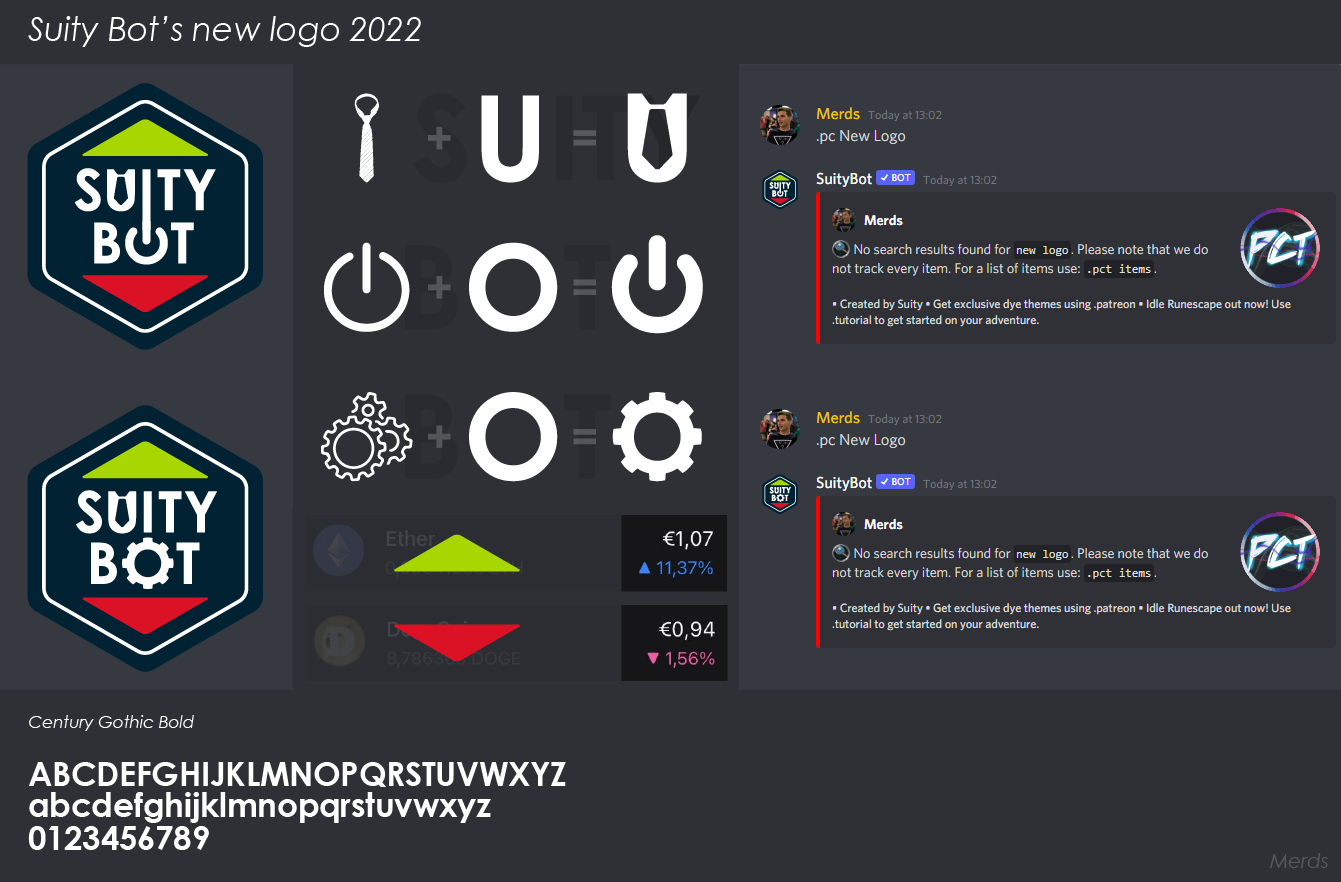 Suity Bot's new logo 2022
SUITY
BOT
SUITY
BOT
+ U =
+ O =
+ O =
Ether
€1,07
▲ 11,37%
€0,94
DOGE
▼ 1,56%
Merds Today at 13:02
.pc New Logo
SUITY
BOT
SuityBot ✓ BOT Today at 13:02
Merds
No search results found for new logo. Please note that we do
not track every item. For a list of items use: .pct items.
PCT
• Created by Suity • Get exclusive dye themes using .patreon • Idle Runescape out now! Use
.tutorial to get started on your adventure.
Merds Today at 13:02
.pc New Logo
SUITY
BOT
SuityBot ✓ BOT Today at 13:02
Merds
No search results found for new logo. Please note that we do
not track every item. For a list of items use: .pct items.
PCT
• Created by Suity • Get exclusive dye themes using .patreon • Idle Runescape out now! Use
.tutorial to get started on your adventure.
Century Gothic Bold
ABCDEFGHIJKLMNOPQRSTUVWXYZ
abcdefghijklmnopqrstuvwxyz
0123456789
Merds